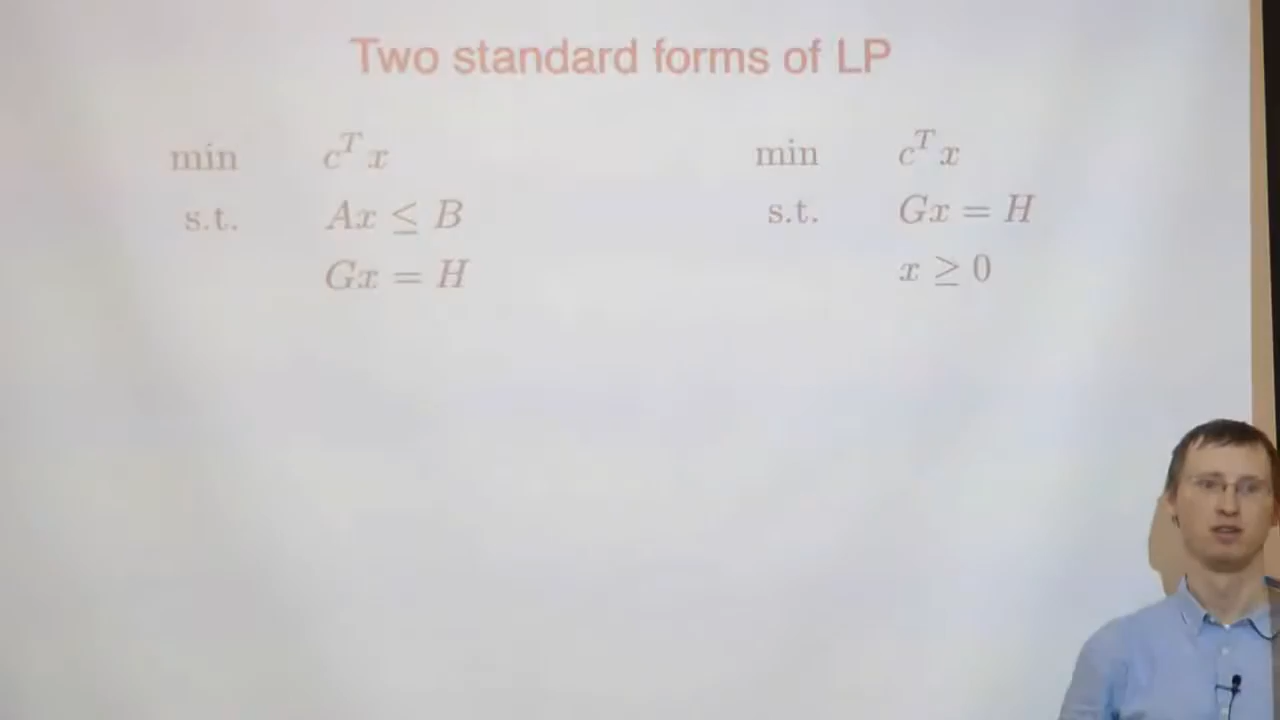 Two standard forms of LP
min c^T x
s.t. Ax ≤ B
Gx = H
min c^T x
s.t. Gx = H
x ≥ 0